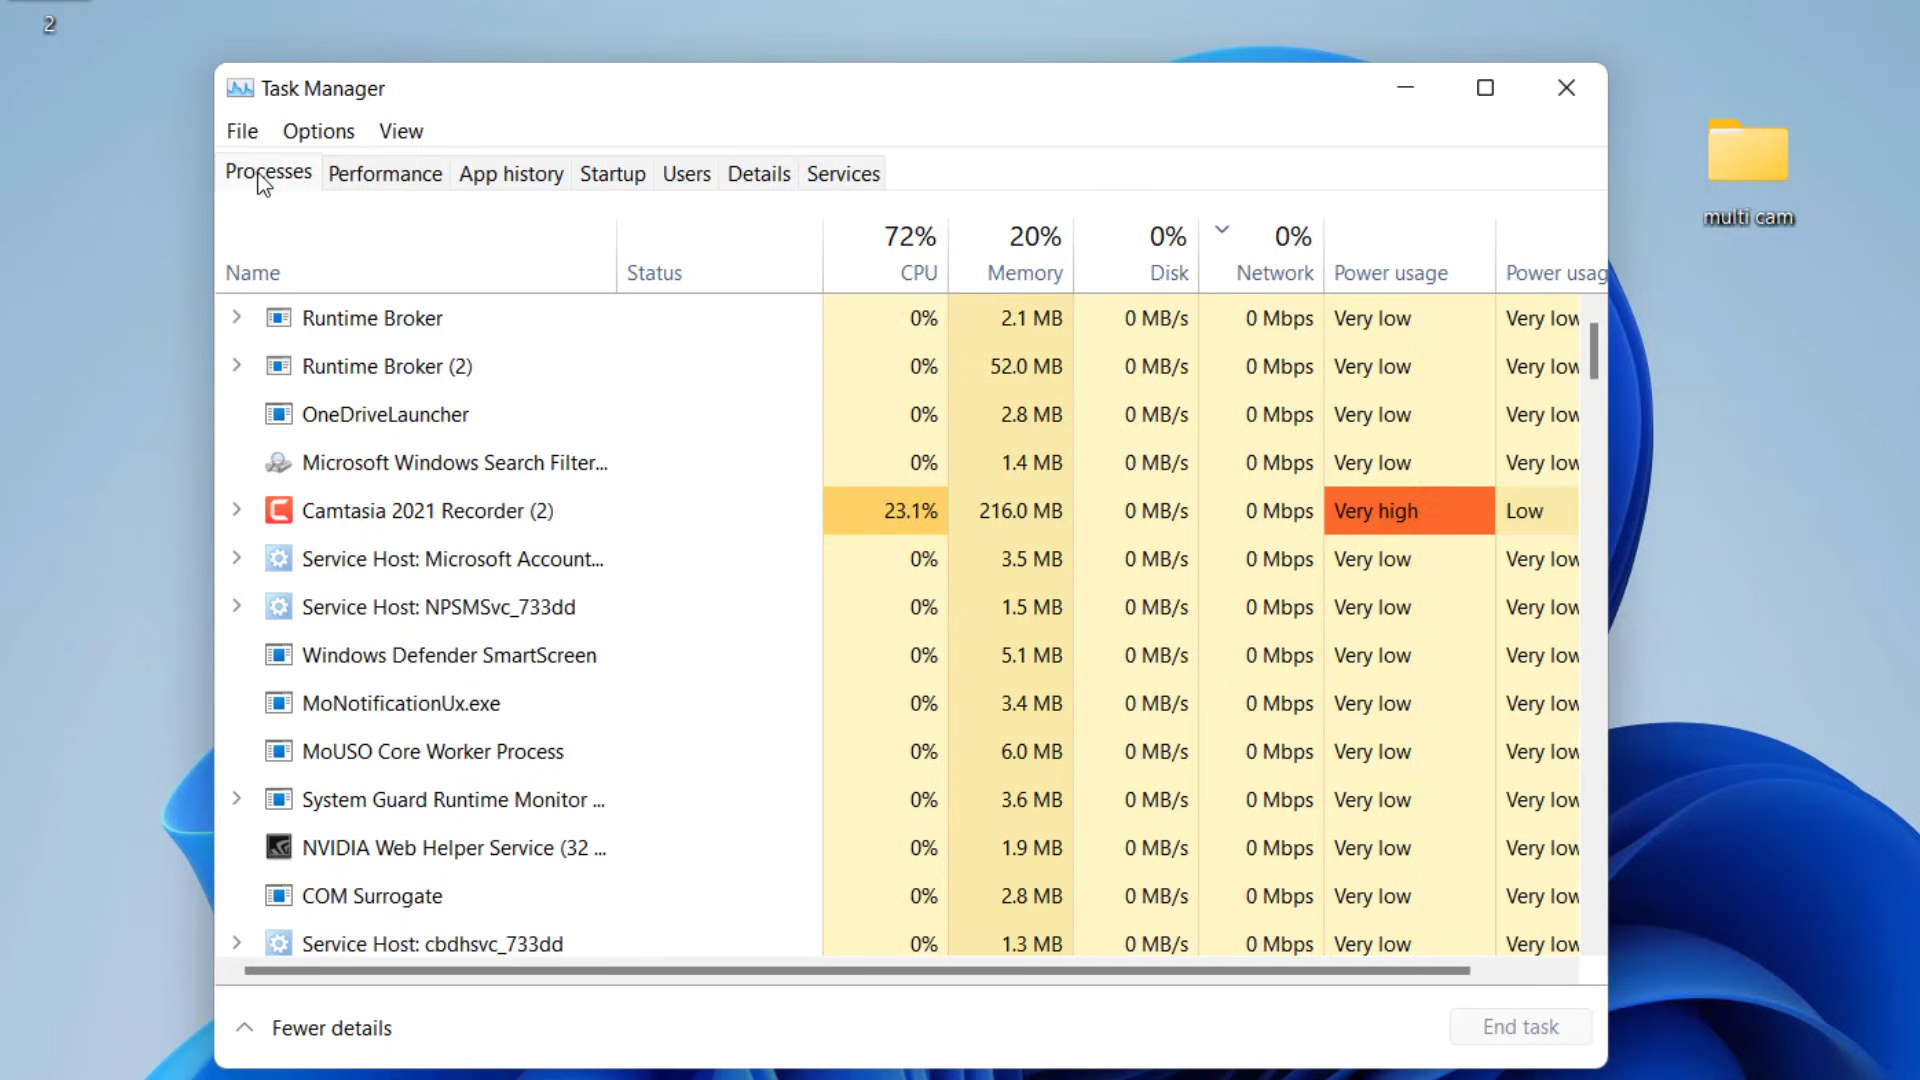 2
Task Manager
File Options View
Processes Performance App history Startup Users Details Services
72% 20% 0% 0%
Name Status CPU Memory Disk Network Power usage Power usag
Runtime Broker 0% 2.1 MB 0 MB/s 0 Mbps Very low Very low
Runtime Broker (2) 0% 52.0 MB 0 MB/s 0 Mbps Very low Very low
OneDriveLauncher 0% 2.8 MB 0 MB/s 0 Mbps Very low Very low
Microsoft Windows Search Filter... 0% 1.4 MB 0 MB/s 0 Mbps Very low Very low
Camtasia 2021 Recorder (2) 23.1% 216.0 MB 0 MB/s 0 Mbps Very high Low
Service Host: Microsoft Account... 0% 3.5 MB 0 MB/s 0 Mbps Very low Very low
Service Host: NPSMSvc_733dd 0% 1.5 MB 0 MB/s 0 Mbps Very low Very low
Windows Defender SmartScreen 0% 5.1 MB 0 MB/s 0 Mbps Very low Very low
MoNotificationUx.exe 0% 3.4 MB 0 MB/s 0 Mbps Very low Very low
MoUSO Core Worker Process 0% 6.0 MB 0 MB/s 0 Mbps Very low Very low
System Guard Runtime Monitor ... 0% 3.6 MB 0 MB/s 0 Mbps Very low Very low
NVIDIA Web Helper Service (32 ... 0% 1.9 MB 0 MB/s 0 Mbps Very low Very low
COM Surrogate 0% 2.8 MB 0 MB/s 0 Mbps Very low Very low
Service Host: cbdhsvc_733dd 0% 1.3 MB 0 MB/s 0 Mbps Very low Very low
Fewer details End task
multi cam